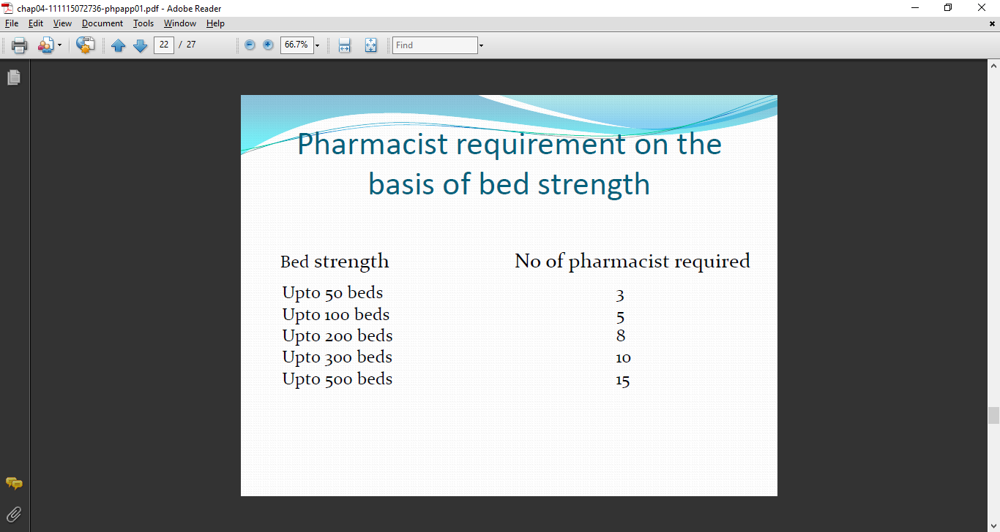 chap04-111115072736-phpapp01.pdf - Adobe Reader
File Edit View Document Tools Window Help
22 / 27 66.7% Find
Pharmacist requirement on the
basis of bed strength
Bed strength No of pharmacist required
Upto 50 beds 3
Upto 100 beds 5
Upto 200 beds 8
Upto 300 beds 10
Upto 500 beds 15